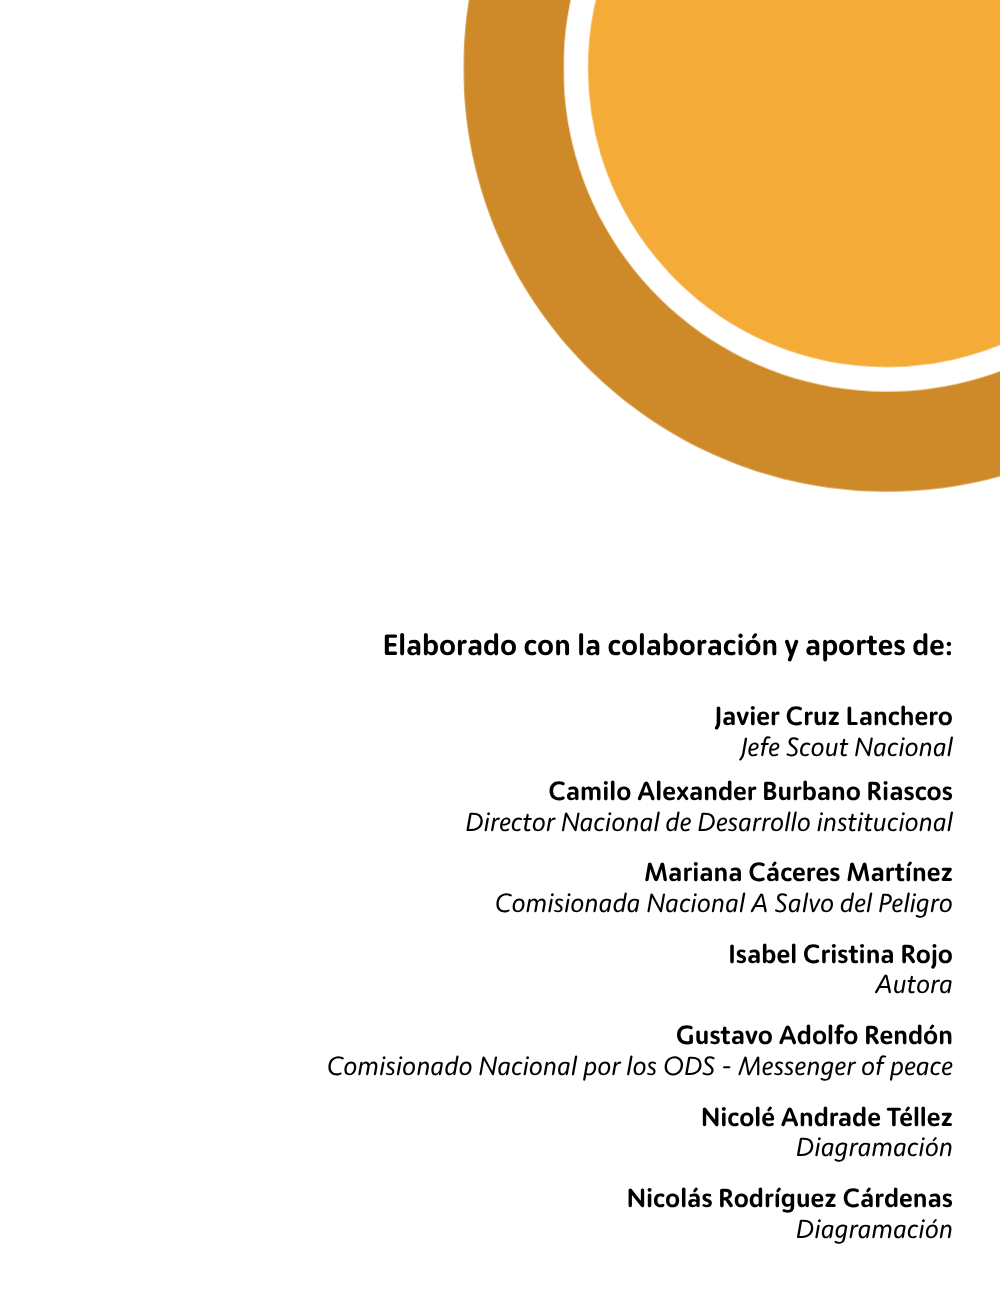 Elaborado con la colaboración y aportes de:
Javier Cruz Lanchero
Jefe Scout Nacional
Camilo Alexander Burbano Riascos
Director Nacional de Desarrollo institucional
Mariana Cáceres Martínez
Comisionada Nacional A Salvo del Peligro
Isabel Cristina Rojo
Autora
Gustavo Adolfo Rendón
Comisionado Nacional por los ODS - Messenger of peace
Nicolé Andrade Téllez
Diagramación
Nicolás Rodríguez Cárdenas
Diagramación